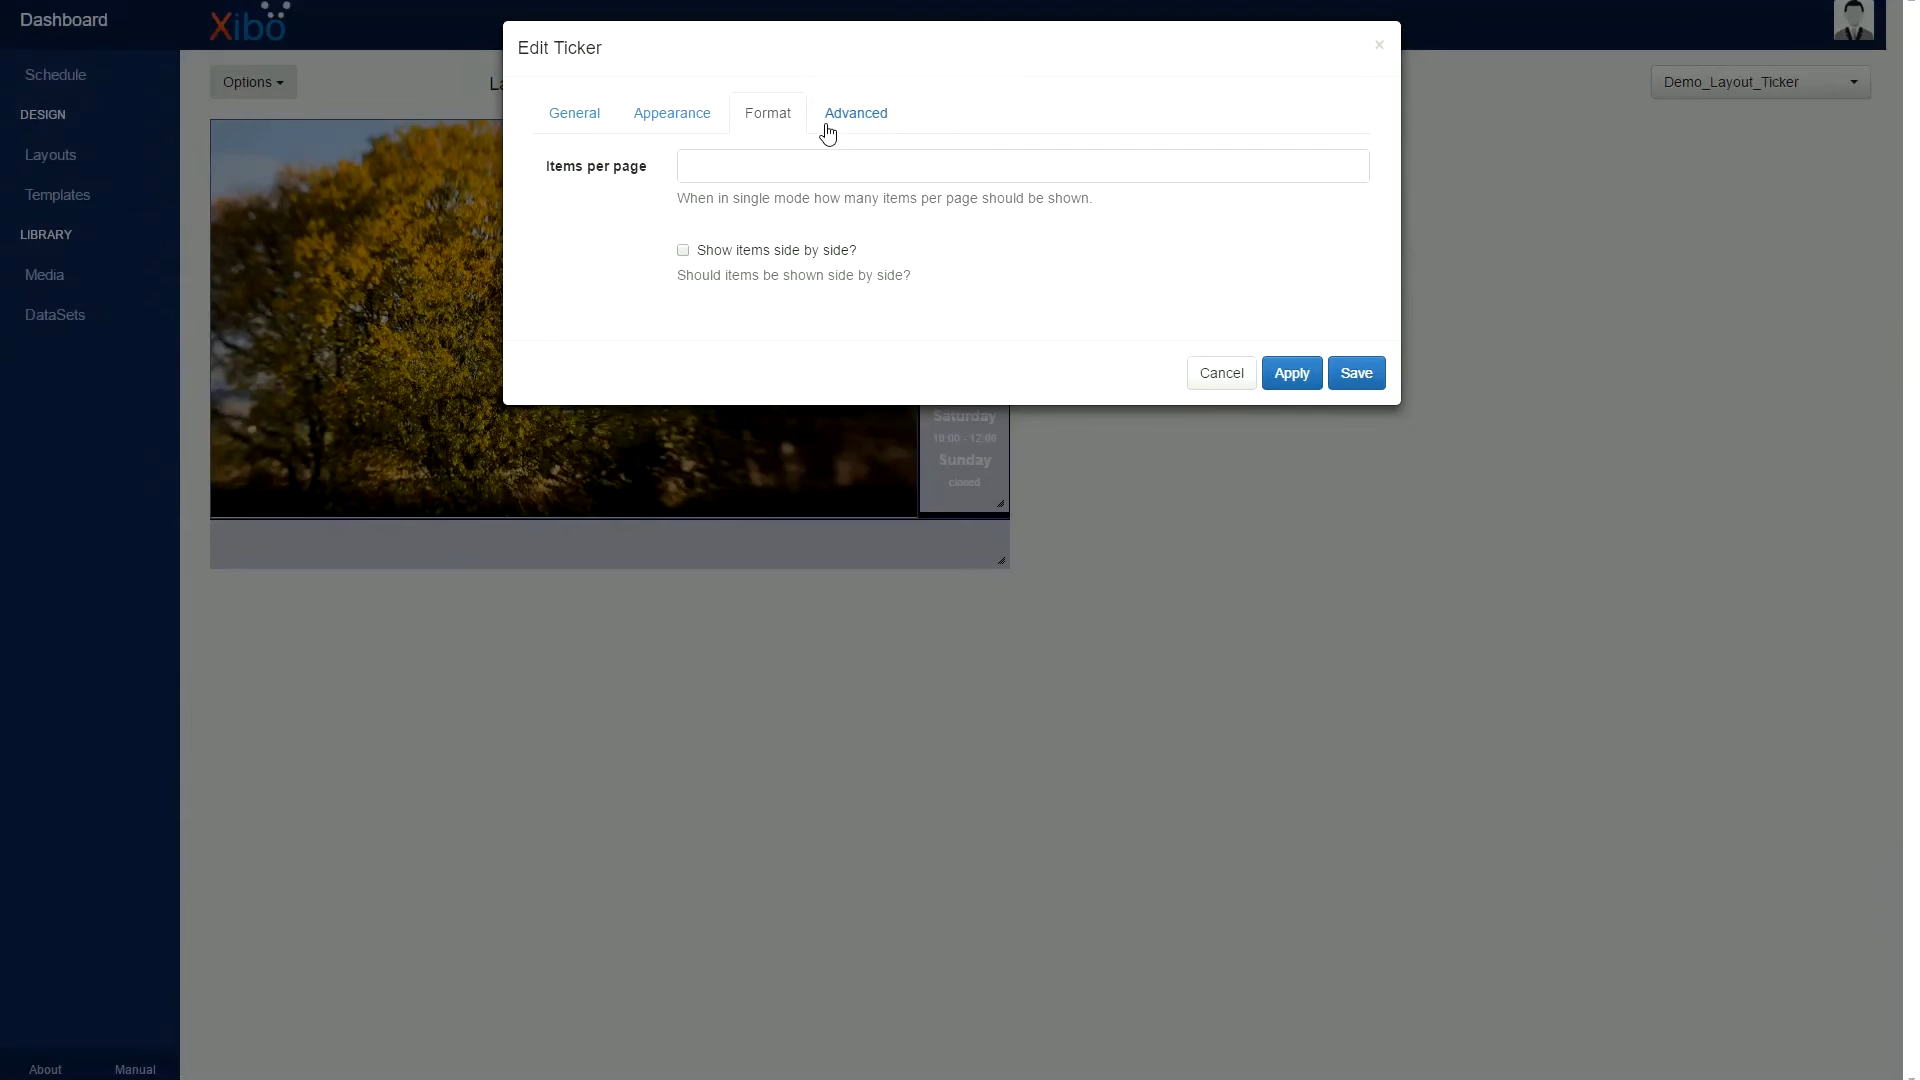 Dashboard
Xibo
Schedule
DESIGN
Layouts
Templates
LIBRARY
Media
DataSets
About
Manual
Options
Demo_Layout_Ticker
Edit Ticker
×
General
Appearance
Format
Advanced
Items per page
When in single mode how many items per page should be shown.
Show items side by side?
Should items be shown side by side?
Cancel
Apply
Save
Saturday
10:00 - 12:00
Sunday
closed